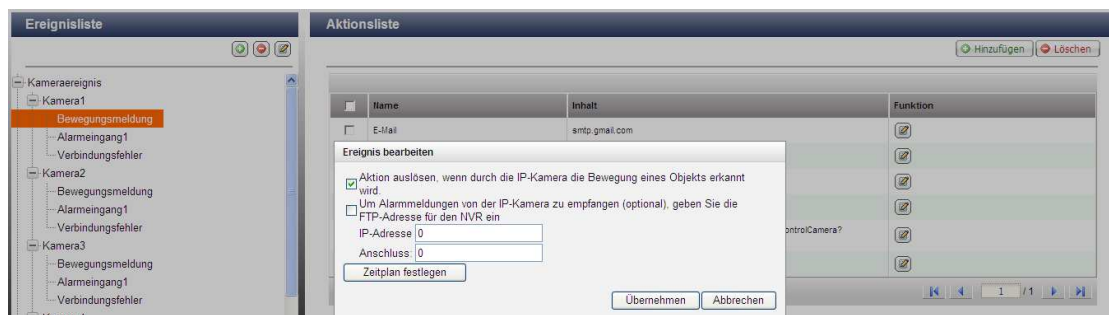 Ereignisliste
Aktionsliste
Hinzufügen
Löschen
Kameraereignis
Kamera1
Bewegungsmeldung
Alarmeingang1
Verbindungsfehler
Kamera2
Bewegungsmeldung
Alarmeingang1
Verbindungsfehler
Kamera3
Bewegungsmeldung
Alarmeingang1
Verbindungsfehler
Name Inhalt Funktion
E-Mail smtp.gmail.com
Ereignis bearbeiten
Aktion auslösen, wenn durch die IP-Kamera die Bewegung eines Objekts erkannt
wird.
Um Alarmmeldungen von der IP-Kamera zu empfangen (optional), geben Sie die
FTP-Adresse für den NVR ein
IP-Adresse 0
Anschluss: 0
Zeitplan festlegen
Übernehmen Abbrechen
ontrolCamera?
1 /1